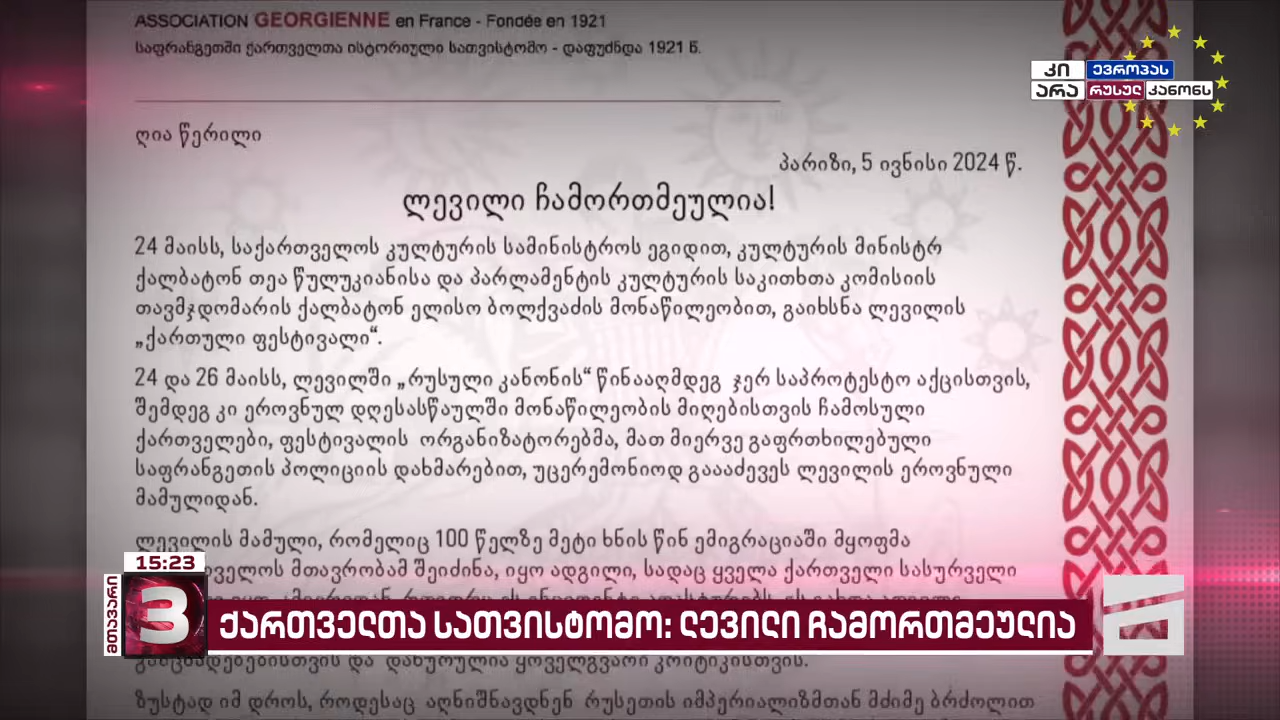 ASSOCIATION GEORGIENNE en France - Fondée en 1921
საფრანგეთში ქართველთა ისტორიული სათვისტომო - დაფუძნდა 1921 წ.
კი ევროპას
არა რუსულ კანონს
ღია წერილი
პარიზი, 5 ივნისი 2024 წ.
ლევილი ჩამორთმეულია!
24 მაისს, საქართველოს კულტურის სამინისტროს ეგიდით, კულტურის მინისტრ
ქალბატონ თეა წულუკიანისა და პარლამენტის კულტურის საკითხთა კომისიის
თავმჯდომარის ქალბატონ ელისო ბოლქვაძის მონაწილეობით, გაიხსნა ლევილის
„ქართული ფესტივალი“.
24 და 26 მაისს, ლევილში „რუსული კანონის“ წინააღმდეგ ჯერ საპროტესტო აქცისთვის,
შემდეგ კი ეროვნულ დღესასწაულში მონაწილეობის მიღებისთვის ჩამოსული
ქართველები, ფესტივალის ორგანიზატორებმა, მათ მიერვე გაფრთხილებული
საფრანგეთის პოლიციის დახმარებით, უცერემონიოდ გაააძევეს ლევილის ეროვნული
მამულიდან.
ლევილის მამული, რომელიც 100 წელზე მეტი ხნის წინ ემიგრაციაში მყოფმა
მთავრობამ შეიძინა, იყო ადგილი, სადაც ყველა ქართველი სასურველი
15:23
მთავარი
3
ქართველთა სათვისტომო: ლევილი ჩამორთმეულია
და დახურულია ყოველგვარი კრიტიკისთვის.
ზუსტად იმ დროს, როდესაც აღნიშნავდნენ რუსეთის იმპერიალიზმთან მძიმე ბრძოლით